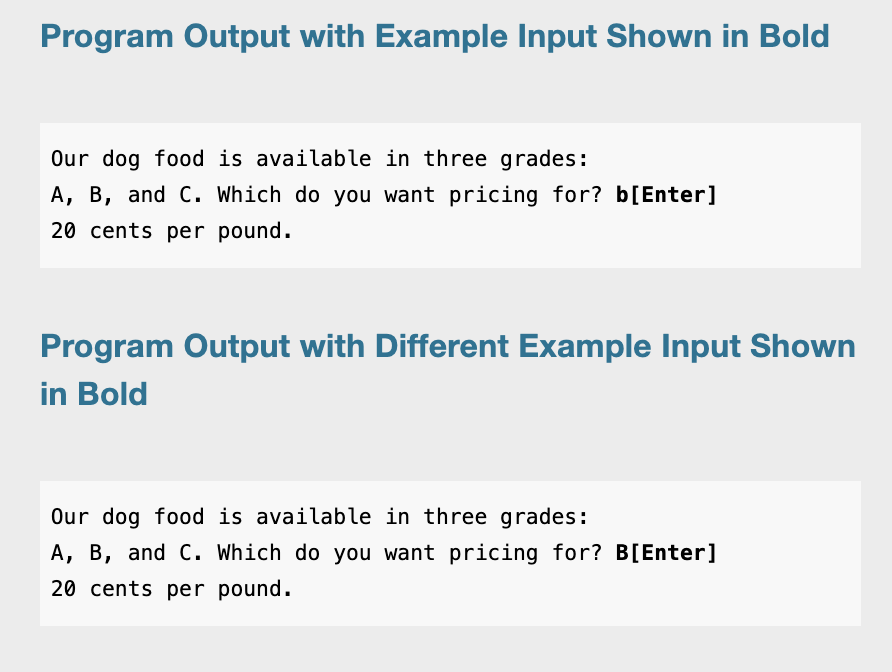 Program Output with Example Input Shown in Bold
Our dog food is available in three grades:
A, B, and C. Which do you want pricing for? b[Enter]
20 cents per pound.
Program Output with Different Example Input Shown
in Bold
Our dog food is available in three grades:
A, B, and C. Which do you want pricing for? B[Enter]
20 cents per pound.